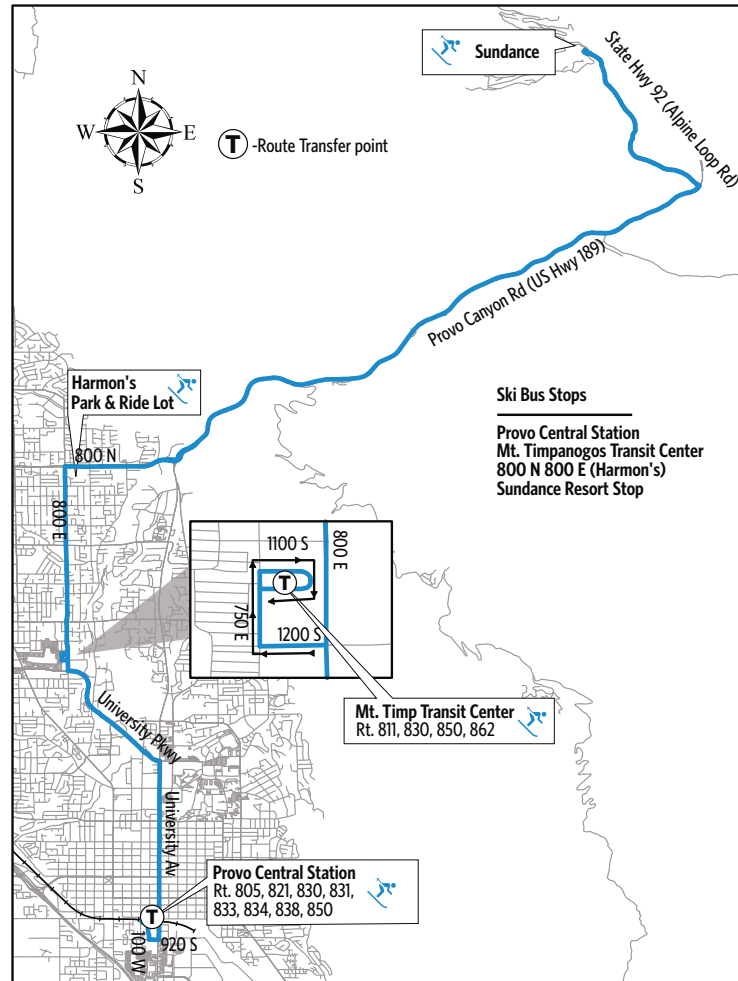 Sundance
State Hwy 92 (Alpine Loop Rd)
N
W
E
S
T
-Route Transfer point
Provo Canyon Rd (US Hwy 189)
Harmon's
Park & Ride Lot
800 N
800 E
Ski Bus Stops
Provo Central Station
Mt. Timpanogos Transit Center
800 N 800 E (Harmon's)
Sundance Resort Stop
1100 S
800 E
T
750 E
1200 S
Mt. Timp Transit Center
Rt. 811, 830, 850, 862
University Pkwy
University Av
Provo Central Station
Rt. 805, 821, 830, 831,
833, 834, 838, 850
T
100 W
920 S